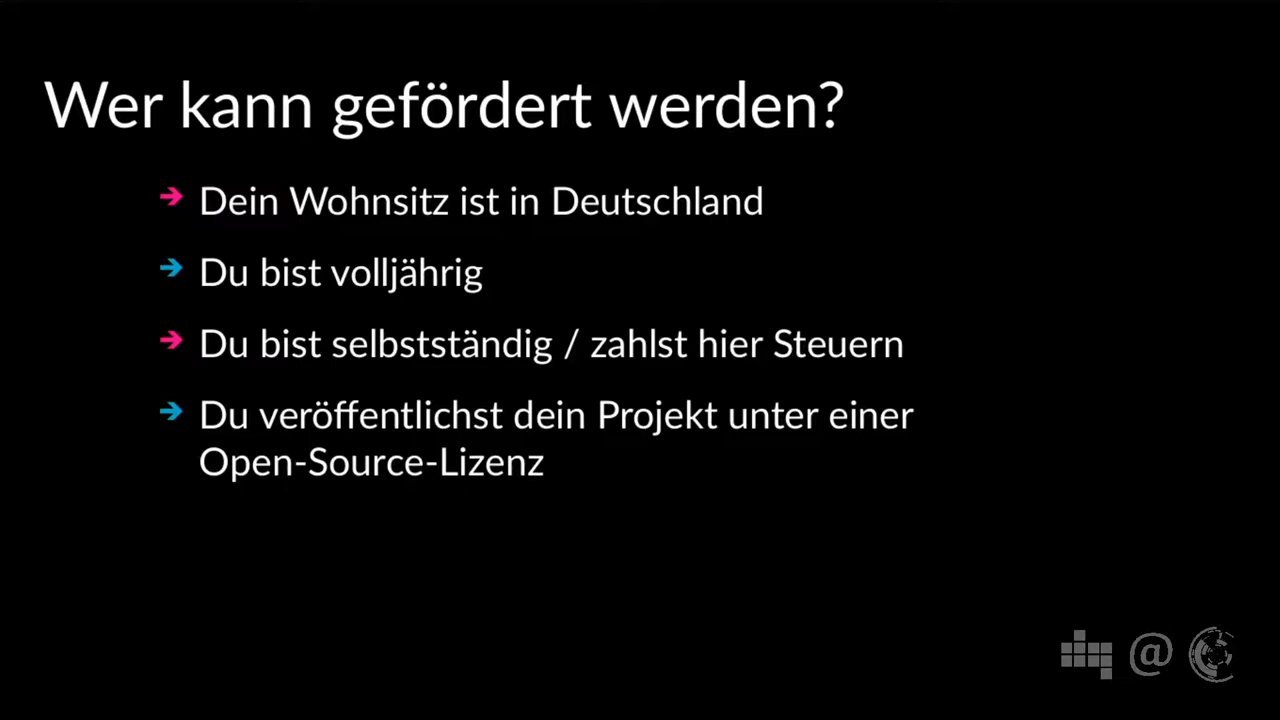 Wer kann gefördert werden?
➔ Dein Wohnsitz ist in Deutschland
➔ Du bist volljährig
➔ Du bist selbstständig / zahlst hier Steuern
➔ Du veröffentlichst dein Projekt unter einer
Open-Source-Lizenz
@